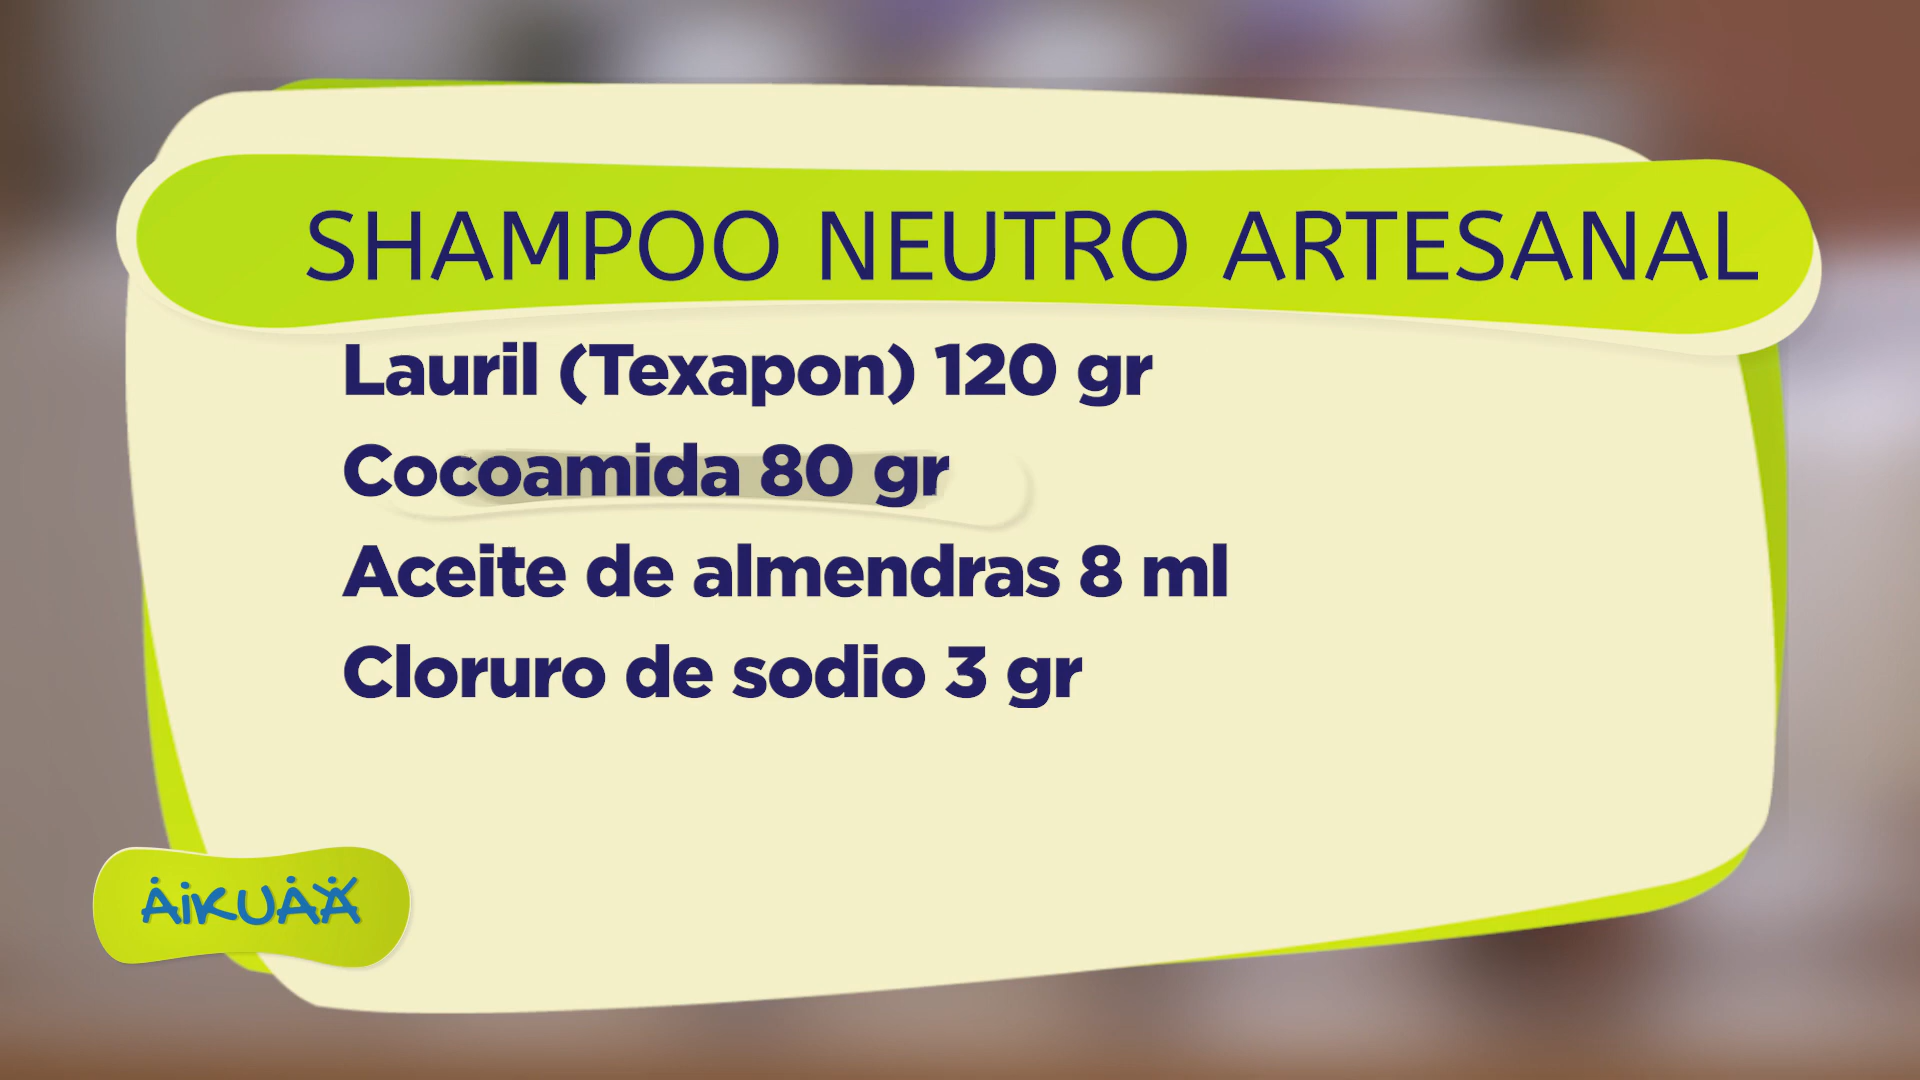 SHAMPOO NEUTRO ARTESANAL
Lauril (Texapon) 120 gr
Cocoamida 80 gr
Aceite de almendras 8 ml
Cloruro de sodio 3 gr
AIKUAA